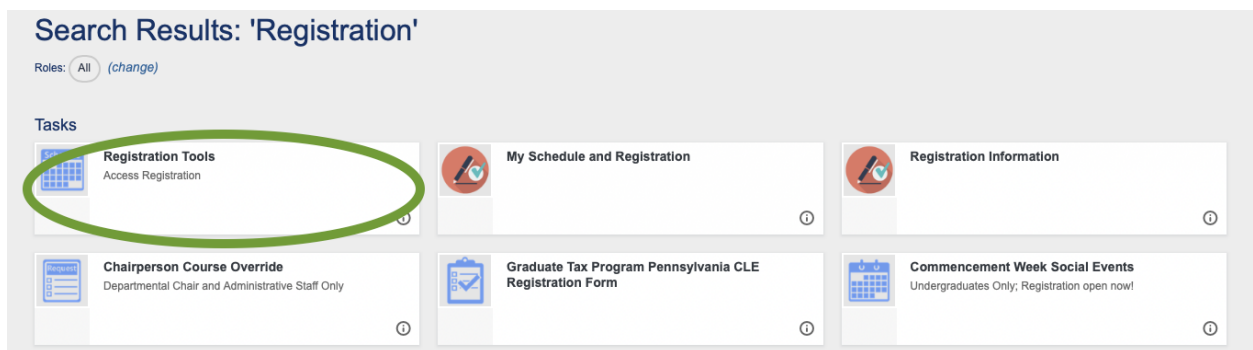 Search Results: 'Registration'
Roles: All (change)
Tasks
Registration Tools
Access Registration
My Schedule and Registration
Registration Information
Request
Chairperson Course Override
Departmental Chair and Administrative Staff Only
Graduate Tax Program Pennsylvania CLE
Registration Form
Commencement Week Social Events
Undergraduates Only; Registration open now!